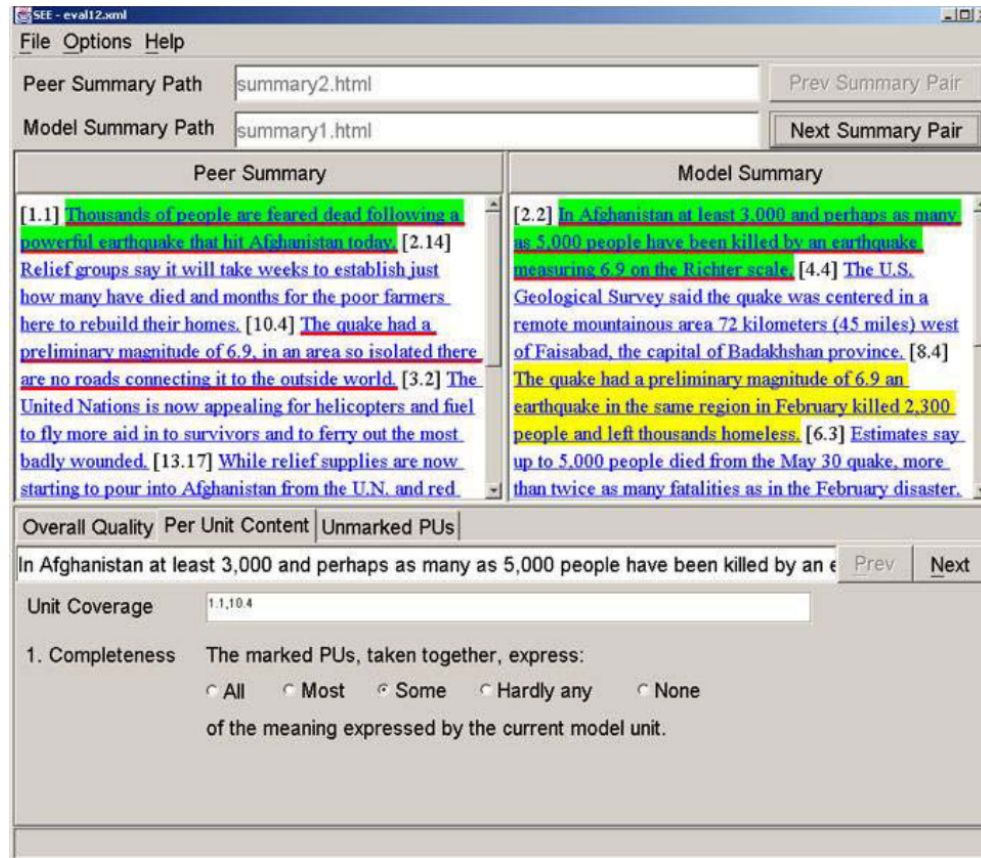 SEE - eval12.xml
File Options Help
Peer Summary Path summary2.html Prev Summary Pair
Model Summary Path summary1.html Next Summary Pair
Peer Summary
[1.1] Thousands of people are feared dead following a
powerful earthquake that hit Afghanistan today. [2.14]
Relief groups say it will take weeks to establish just
how many have died and months for the poor farmers
here to rebuild their homes. [10.4] The quake had a
preliminary magnitude of 6.9, in an area so isolated there
are no roads connecting it to the outside world. [3.2] The
United Nations is now appealing for helicopters and fuel
to fly more aid in to survivors and to ferry out the most
badly wounded. [13.17] While relief supplies are now
starting to pour into Afghanistan from the U.N. and red
Model Summary
[2.2] In Afghanistan at least 3,000 and perhaps as many
as 5,000 people have been killed by an earthquake
measuring 6.9 on the Richter scale. [4.4] The U.S.
Geological Survey said the quake was centered in a
remote mountainous area 72 kilometers (45 miles) west
of Faisabad, the capital of Badakhshan province. [8.4]
The quake had a preliminary magnitude of 6.9 an
earthquake in the same region in February killed 2,300
people and left thousands homeless. [6.3] Estimates say
up to 5,000 people died from the May 30 quake, more
than twice as many fatalities as in the February disaster.
Overall Quality Per Unit Content Unmarked PUs
In Afghanistan at least 3,000 and perhaps as many as 5,000 people have been killed by an e Prev Next
Unit Coverage 1.1,10.4
1. Completeness The marked PUs, taken together, express:
All Most Some Hardly any None
of the meaning expressed by the current model unit.